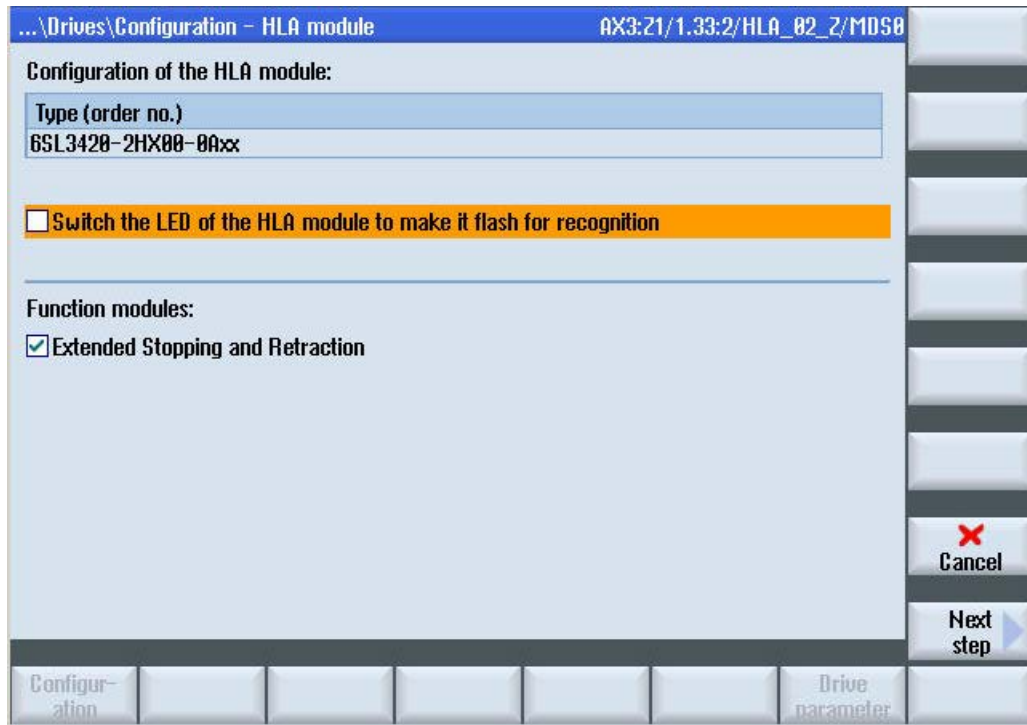 ...\Drives\Configuration - HLA module
AX3:Z1/1.33:2/HLA_02_Z/MDS0
Configuration of the HLA module:
Type (order no.)
6SL3420-2HX00-0Axx
Switch the LED of the HLA module to make it flash for recognition
Function modules:
Extended Stopping and Retraction
Cancel
Next
step
Configur-
ation
Drive
parameter